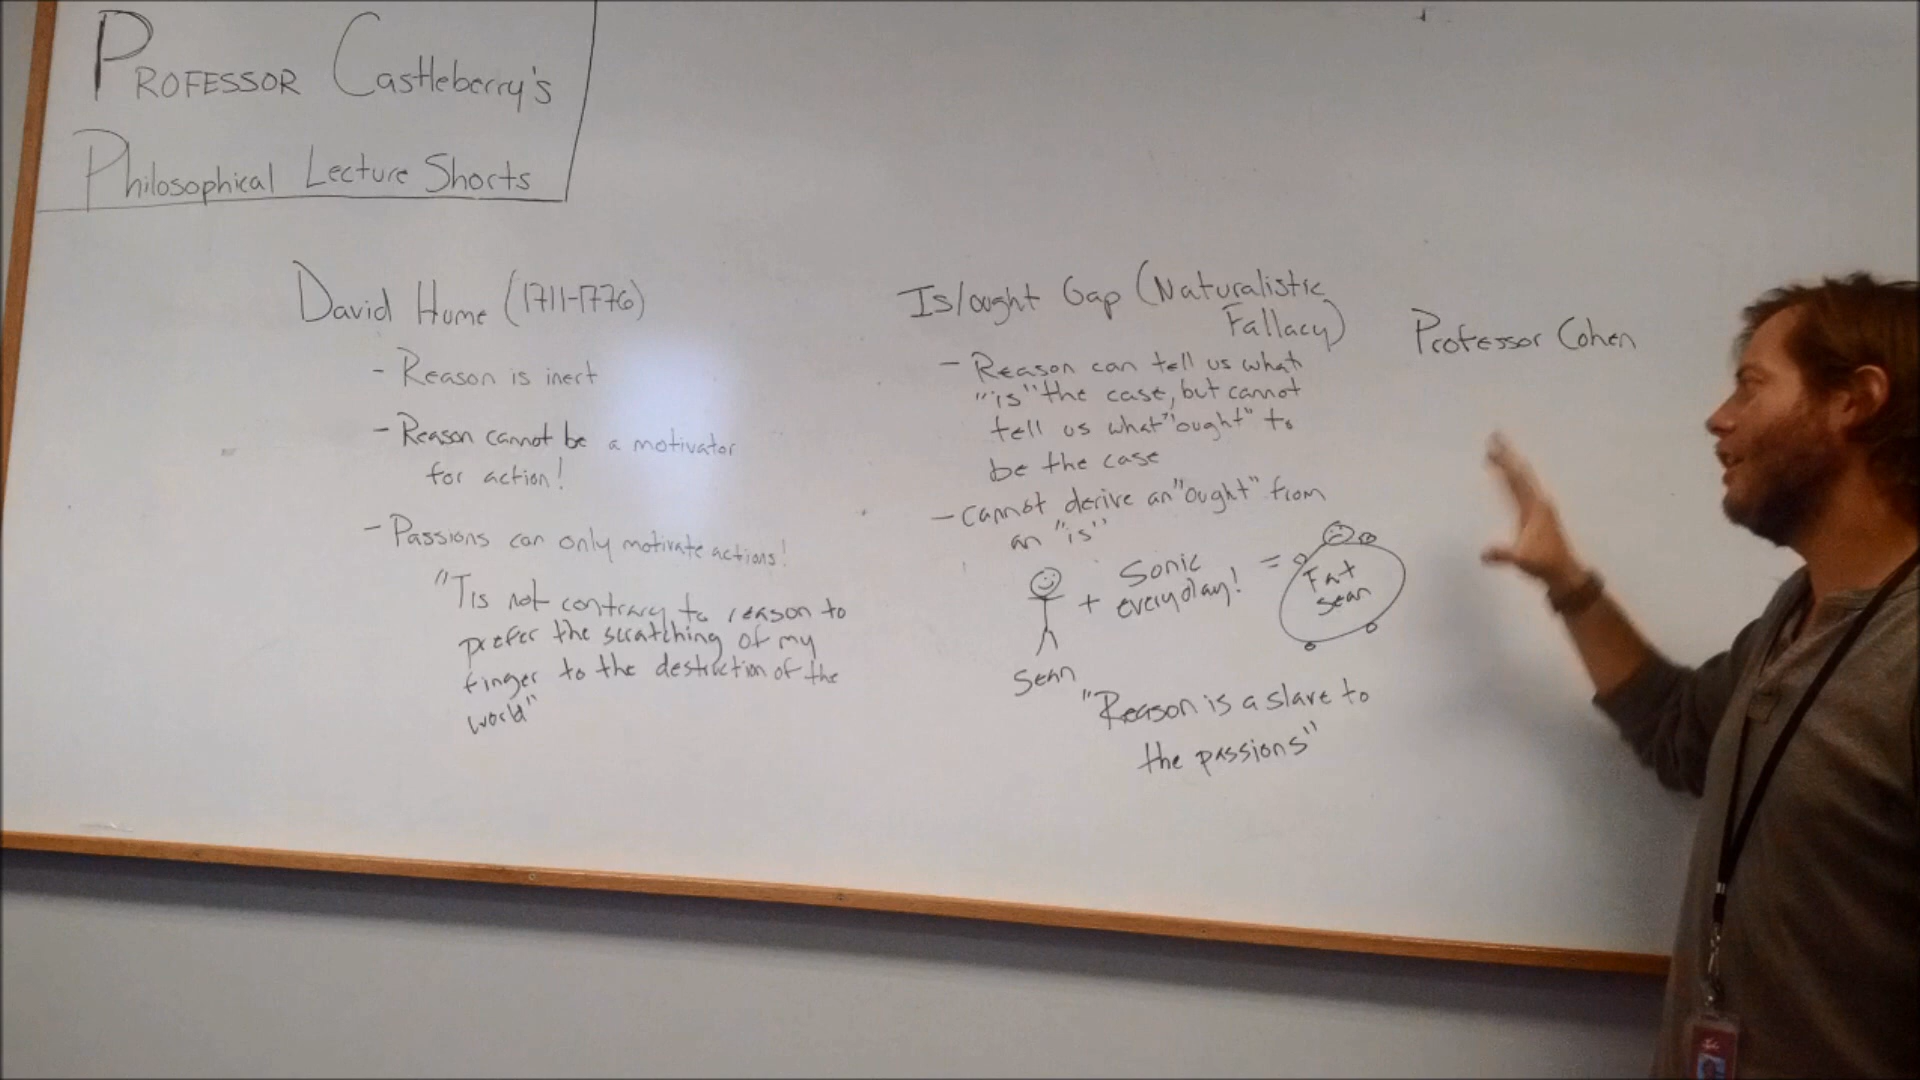 PROFESSOR Castleberry's
Philosophical Lecture Shorts
David Hume (1711-1776)
- Reason is inert
- Reason cannot be a motivator
for action!
- Passions can only motivate actions!
"Tis not contrary to reason to
prefer the scratching of my
finger to the destruction of the
world"
Is/ought Gap (Naturalistic
Fallacy)
- Reason can tell us what
"is" the case, but cannot
tell us what "ought" to
be the case
- Cannot derive an "ought" from
an "is"
Sean
+ Sonic
everyday!
=
Fat
Sean
"Reason is a slave to
the passions"
Professor Cohen